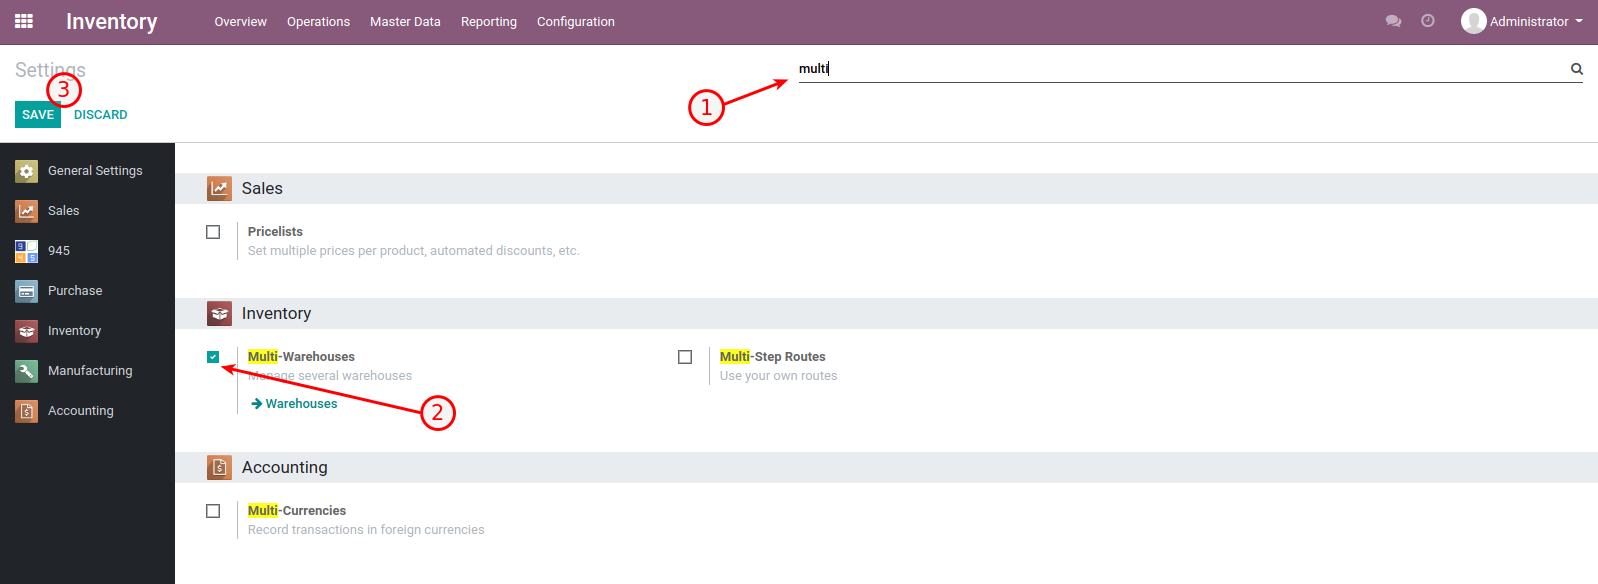 Inventory Overview Operations Master Data Reporting Configuration Administrator
Settings
multi
3
1
SAVE DISCARD
General Settings
Sales
945
Purchase
Inventory
Manufacturing
Accounting
Sales
Pricelists
Set multiple prices per product, automated discounts, etc.
Inventory
Multi-Warehouses
Manage several warehouses
Warehouses
2
Multi-Step Routes
Use your own routes
Accounting
Multi-Currencies
Record transactions in foreign currencies